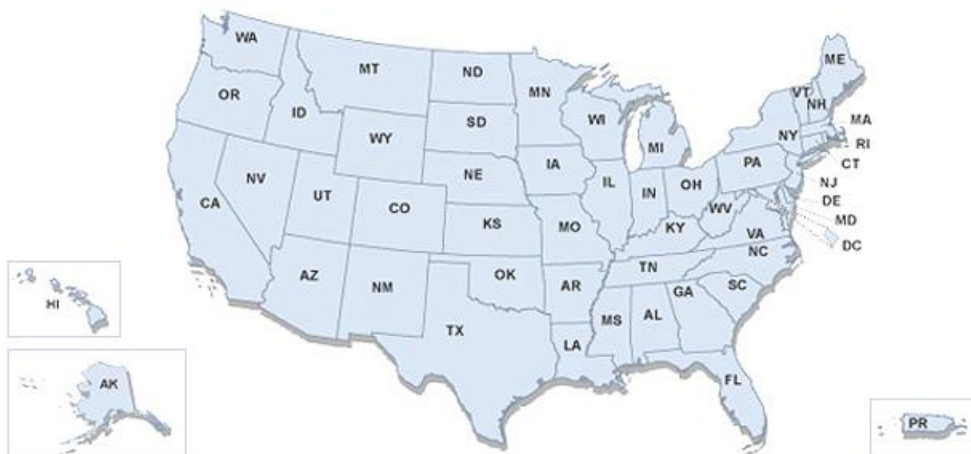 WA
MT
ND
MN
ME
VT
NH
OR
ID
SD
WI
MA
WY
MI
NY
RI
CT
IA
PA
NE
NV
UT
CO
IL
IN
OH
NJ
DE
CA
WV
MD
KS
MO
KY
VA
DC
NC
TN
AZ
NM
OK
AR
GA
SC
HI
TX
MS
AL
LA
FL
AK
PR